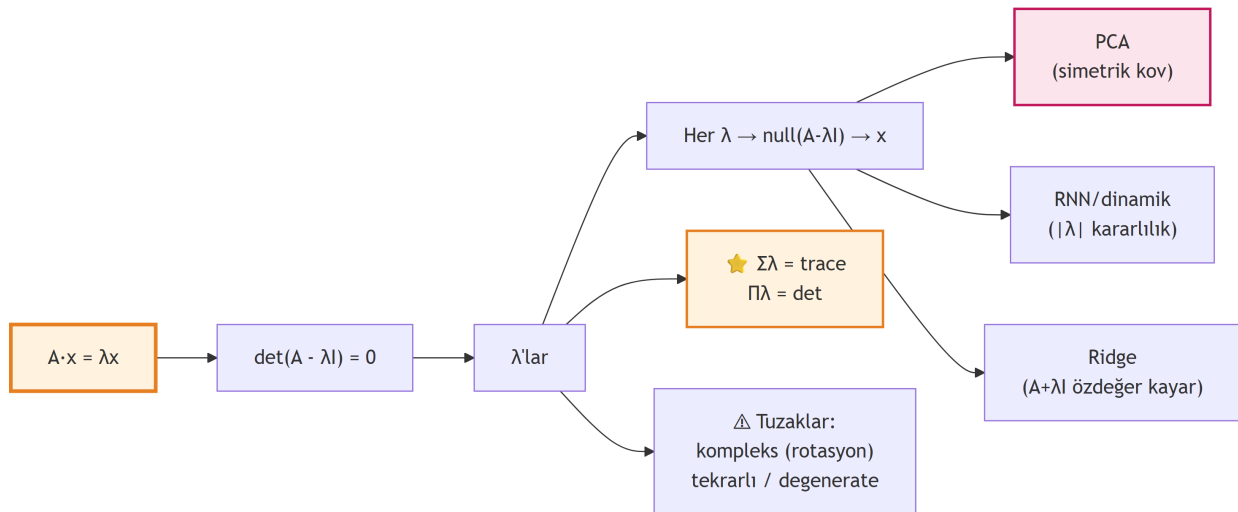 A·x = λx
det(A - λI) = 0
λ'lar
Her λ → null(A-λI) → x
⭐ Σλ = trace
Πλ = det
⚠ Tuzaklar:
kompleks (rotasyon)
tekrarlı / degenerate
PCA
(simetrik kov)
RNN/dinamik
(|λ| kararlılık)
Ridge
(A+λI özdeğer kayar)